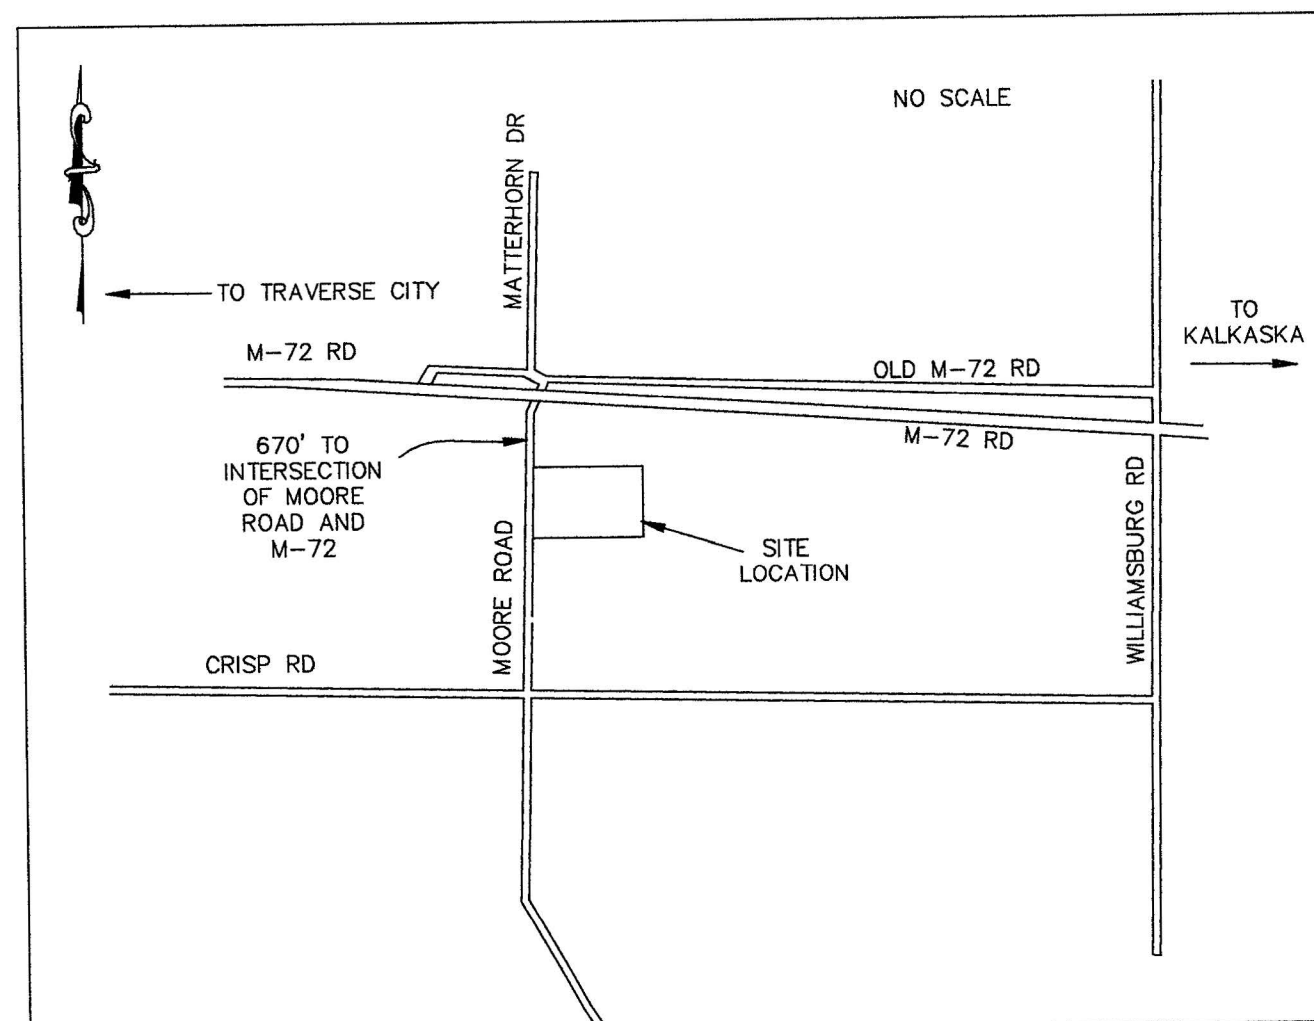 NO SCALE
MATTERHORN DR
TO TRAVERSE CITY
TO
KALKASKA
M-72 RD
OLD M-72 RD
M-72 RD
670' TO
INTERSECTION
OF MOORE
ROAD AND
M-72
SITE
LOCATION
MOORE ROAD
WILLIAMSBURG RD
CRISP RD